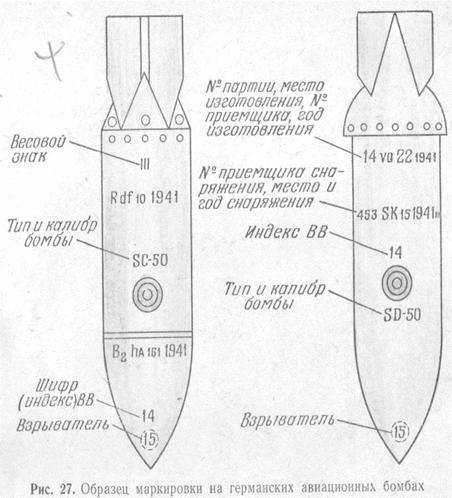 № партии, место
изготовления, №
приемщика, год
изготовления
14 va 22 1941
№ приемщика сна-
ряжения, место и
год снаряжения
453 SK 15 1941 II
Индекс ВВ
14
Тип и калибр
бомбы
SD-50
Взрыватель
15
Весовой
знак
III
Rdf 10 1941
Тип и калибр
бомбы
SC-50
B₂ hA 161 1941
Шифр
(индекс) ВВ
14
Взрыватель
15
Рис. 27. Образец маркировки на германских авиационных бомбах